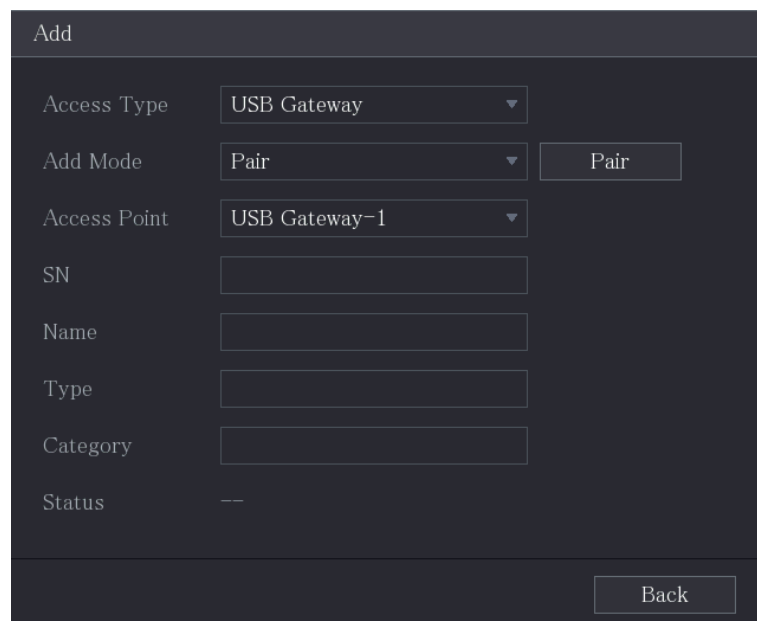 Add
Access Type USB Gateway
Add Mode Pair Pair
Access Point USB Gateway-1
SN
Name
Type
Category
Status --
Back